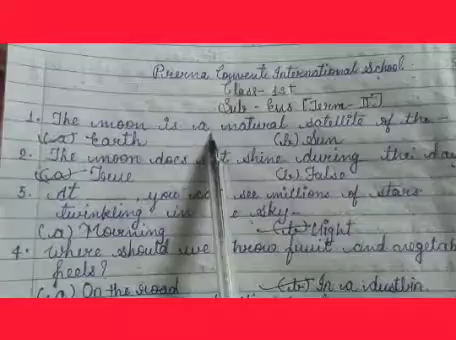 Prerna Convent International School.
Class- 1st
Sub - Evs [Term - II]
1. The moon is a natural satellite of the -
(a) Earth (b) Sun
2. The moon does shine during the day
(a) True (b) False
3. At , you see millions of stars
twinkling in sky-
(a) Morning (b) Night
4. Where should we throw fruit and vegetab
peels?
(a) On the road (b) In a dustbin.